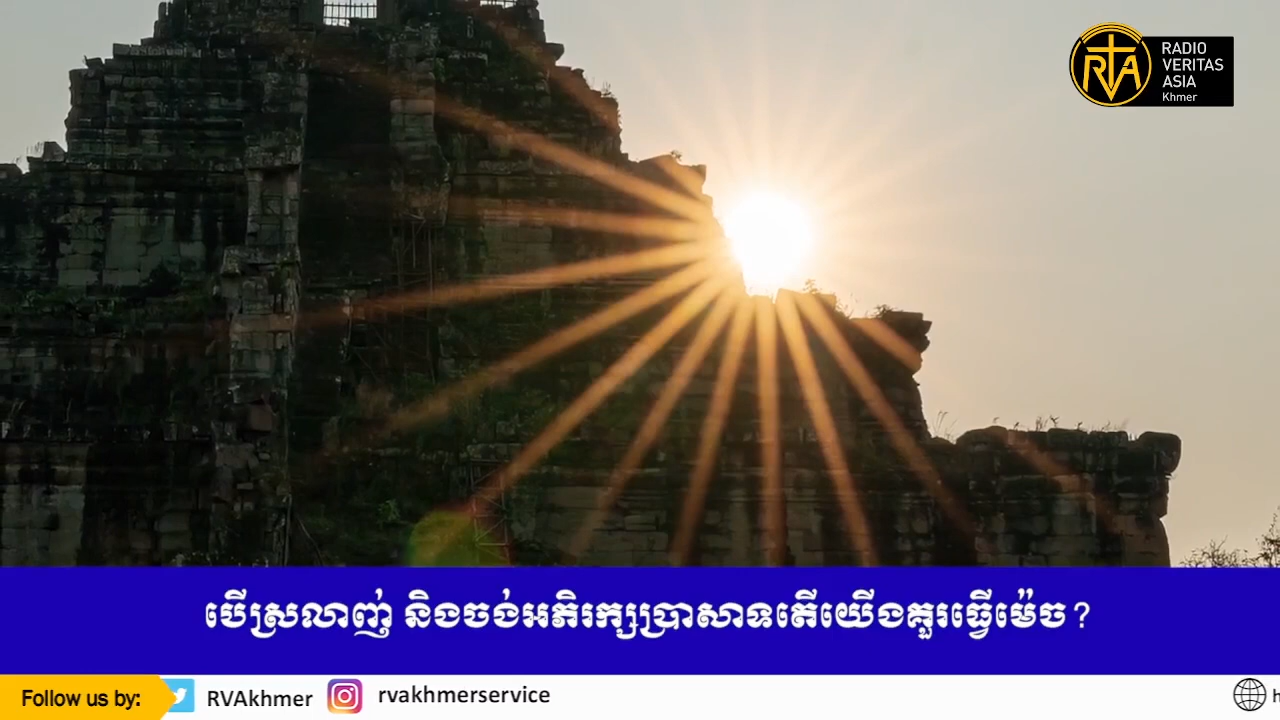 RTA
RADIO
VERITAS
ASIA
Khmer
បើស្រលាញ់ និងចង់អភិរក្សប្រាសាទតើយើងគួរធ្វើម៉េច?
Follow us by: RVAkhmer rvakhmerservice